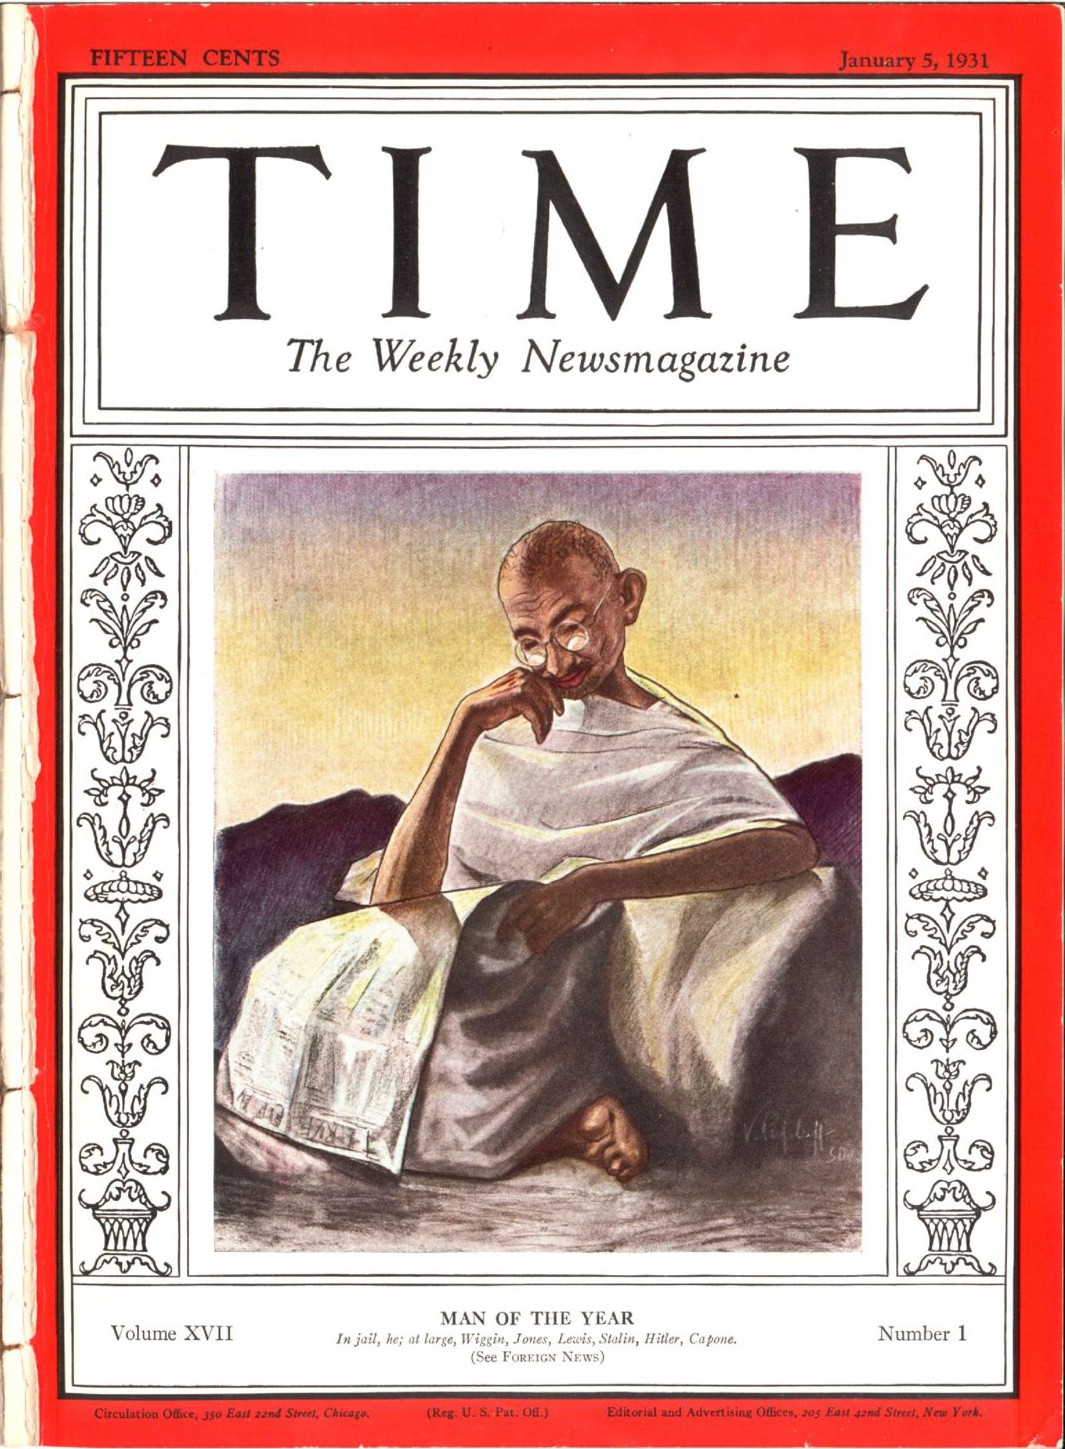 FIFTEEN CENTS
January 5, 1931
TIME
The Weekly Newsmagazine
MAN OF THE YEAR
Volume XVII
In jail, he; at large, Wiggin, Jones, Lewis, Stalin, Hitler, Capone.
Number 1
(See FOREIGN NEWS)
Circulation Office, 350 East 22nd Street, Chicago.
(Reg. U. S. Pat. Off.)
Editorial and Advertising Offices, 205 East 42nd Street, New York.